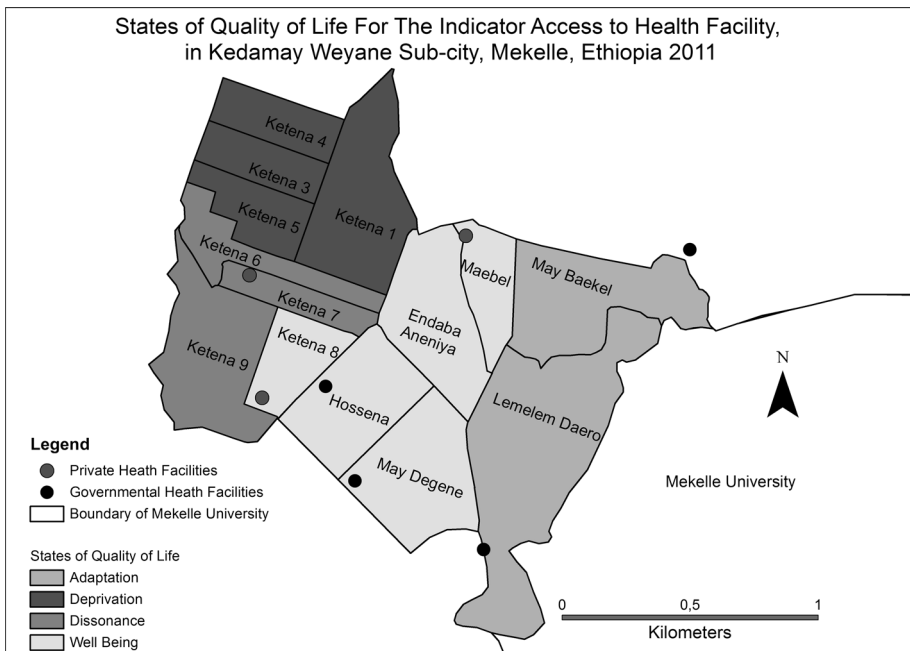 States of Quality of Life For The Indicator Access to Health Facility,
in Kedamay Weyane Sub-city, Mekelle, Ethiopia 2011
Ketena 4
Ketena 3
Ketena 5
Ketena 1
Ketena 6
Ketena 7
Ketena 9
Ketena 8
Maebel
May Baekel
Endaba
Aneniya
Hossena
Lemelem Daero
May Degene
N
Mekelle University
Legend
Private Heath Facilities
Governmental Heath Facilities
Boundary of Mekelle University
States of Quality of Life
Adaptation
Deprivation
Dissonance
Well Being
0 0,5 1
Kilometers